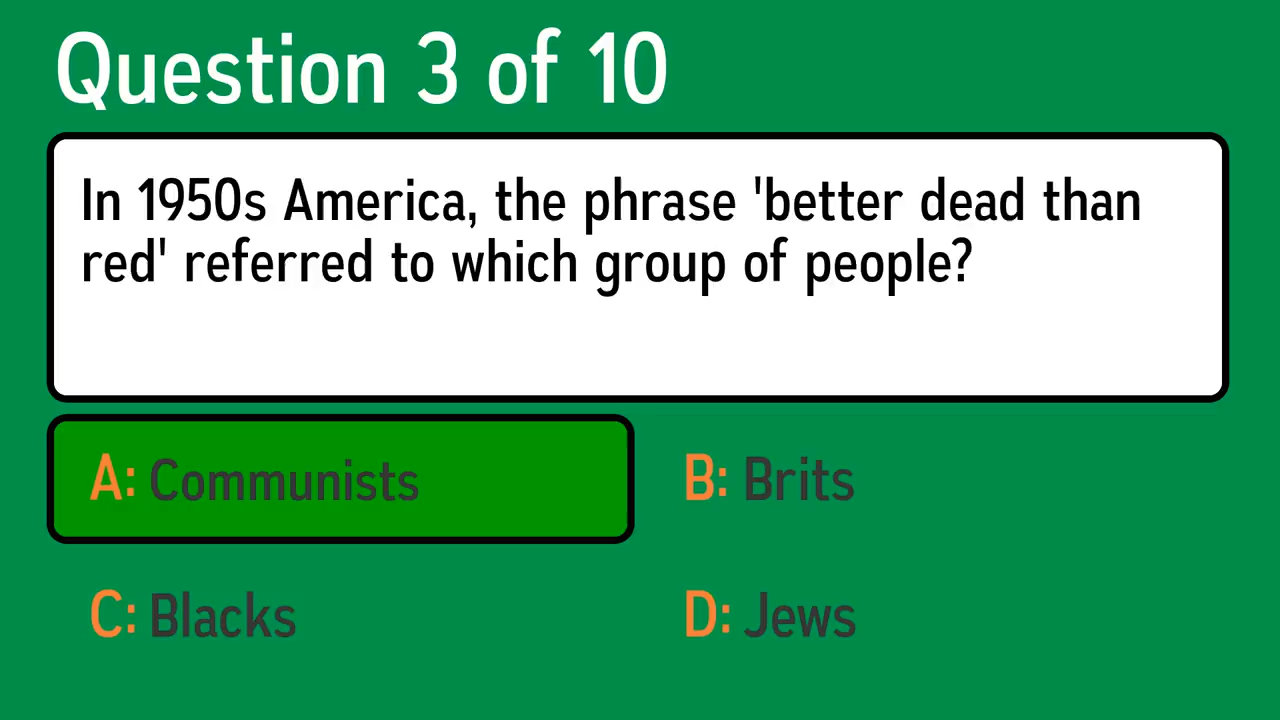 Question 3 of 10
In 1950s America, the phrase 'better dead than
red' referred to which group of people?
A: Communists
B: Brits
C: Blacks
D: Jews